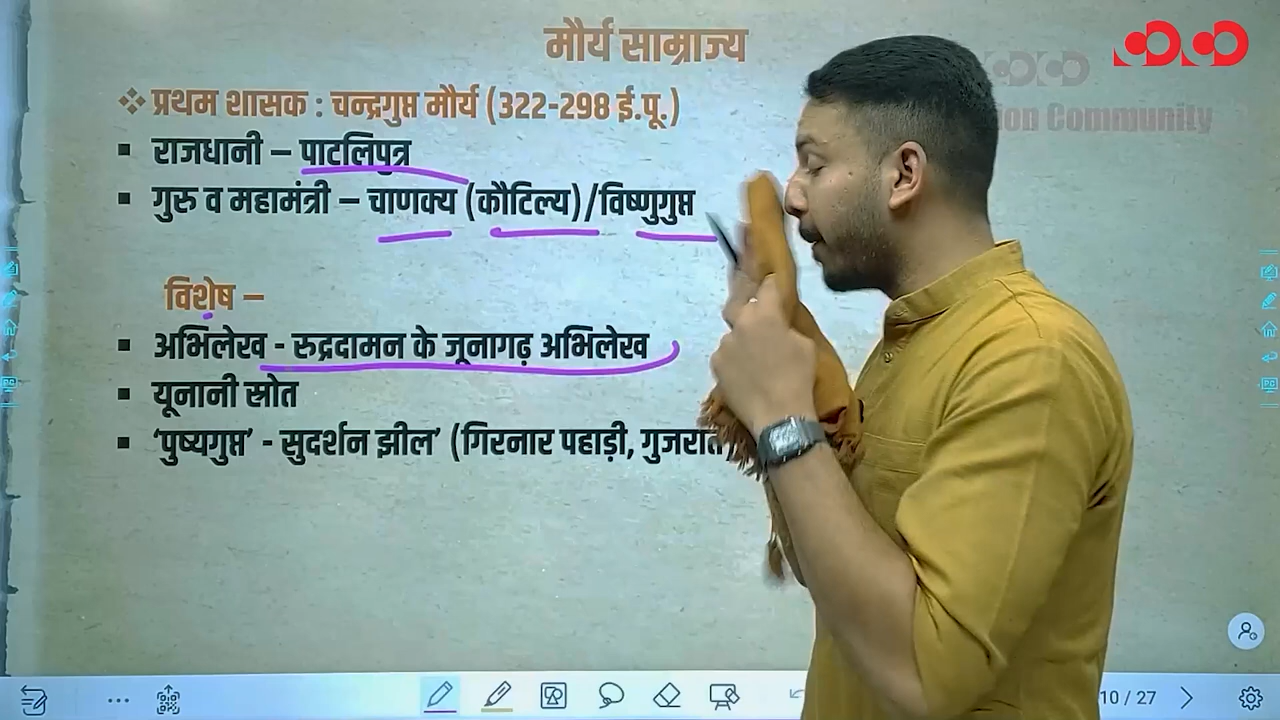 मौर्य साम्राज्य
❖ प्रथम शासक : चन्द्रगुप्त मौर्य (322-298 ई.पू.)
▪ राजधानी – पाटलिपुत्र
▪ गुरु व महामंत्री – चाणक्य (कौटिल्य)/विष्णुगुप्त
विशेष –
▪ अभिलेख - रुद्रदामन के जूनागढ़ अभिलेख
▪ यूनानी स्रोत
▪ ‘पुष्यगुप्त’ - सुदर्शन झील’ (गिरनार पहाड़ी, गुजरात)
Community
10 / 27